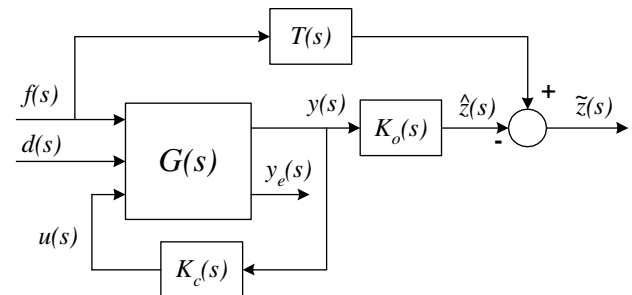 T(s)
f(s)
+
y(s)
ẑ(s)
z̃(s)
K_o(s)
-
d(s)
G(s)
y_e(s)
u(s)
K_c(s)